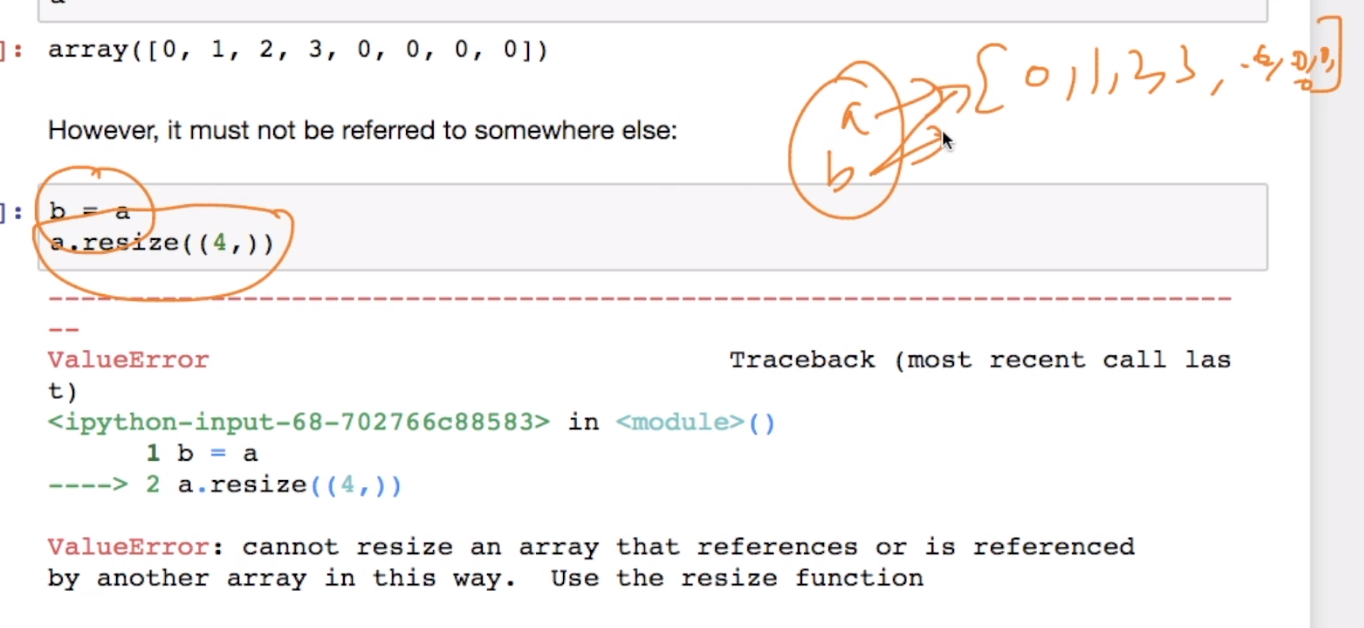 ]: array([0, 1, 2, 3, 0, 0, 0, 0])
However, it must not be referred to somewhere else:
]: b = a
a.resize((4,))
--------------------------------------------------------------------------
--
ValueError Traceback (most recent call las
t)
<ipython-input-68-702766c88583> in <module>()
1 b = a
----> 2 a.resize((4,))
ValueError: cannot resize an array that references or is referenced
by another array in this way.  Use the resize function
a
b
[0, 1, 2, 3,